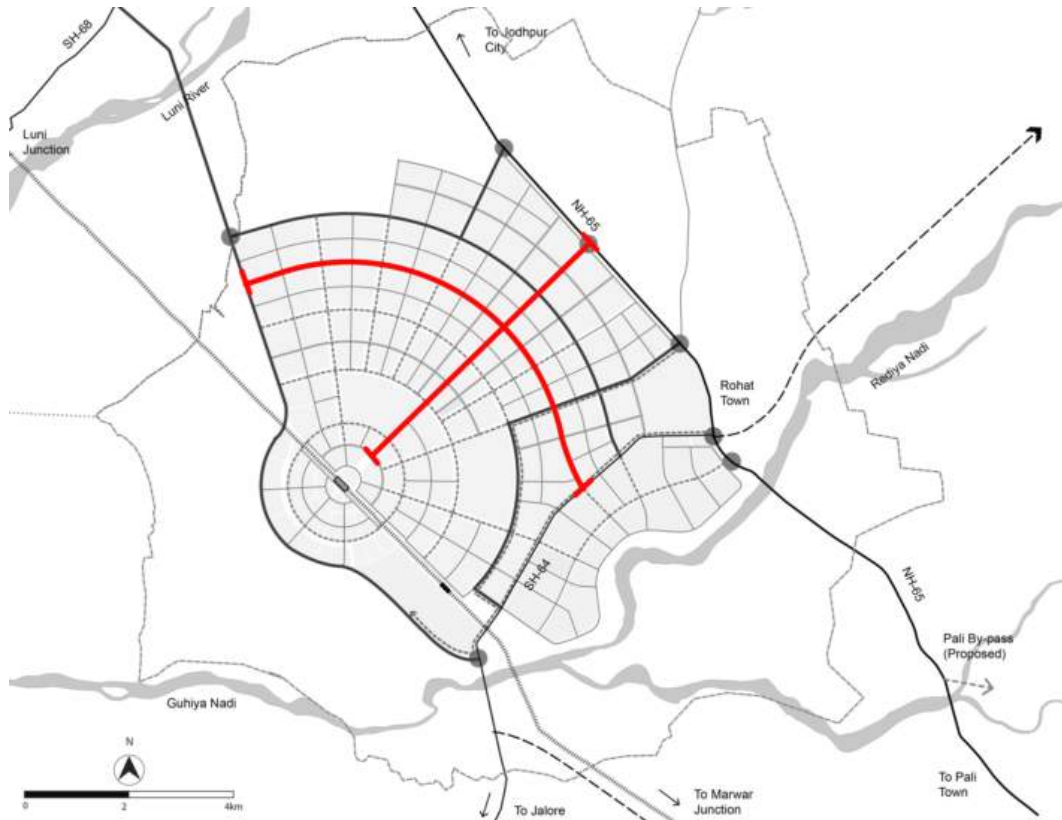 SH-68
To Jodhpur
City
Luni River
Luni
Junction
NH-65
Rediya Nadi
Rohat
Town
SH-64
NH-65
Pali By-pass
(Proposed)
Guhiya Nadi
N
0
2
4km
To Jalore
To Marwar
Junction
To Pali
Town